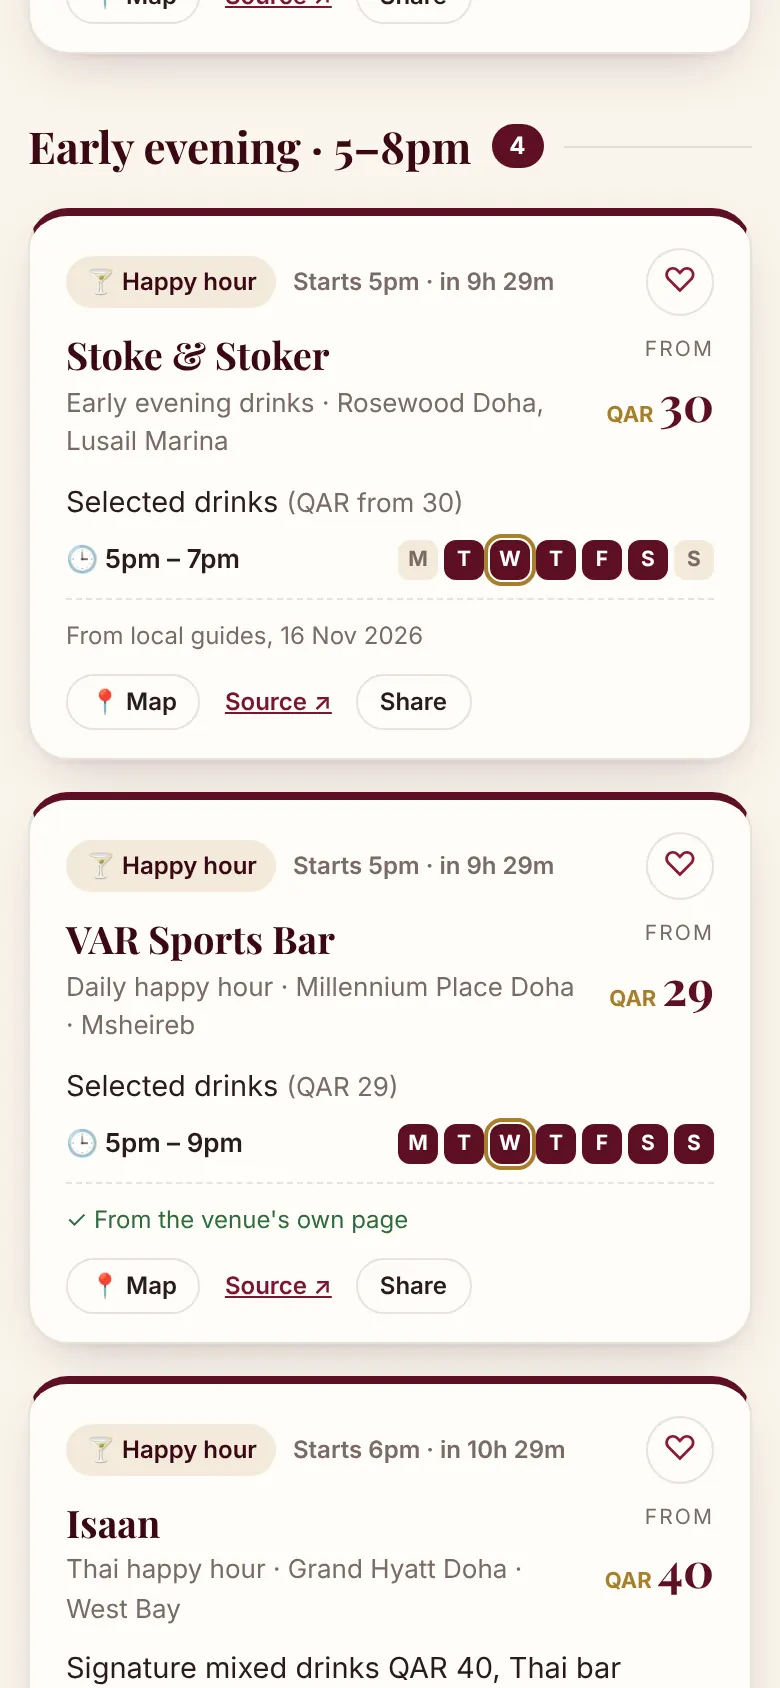 Map Source ↗ Share
Early evening · 5–8pm 4
Happy hour Starts 5pm · in 9h 29m
Stoke & Stoker
FROM
Early evening drinks · Rosewood Doha,
Lusail Marina
QAR 30
Selected drinks (QAR from 30)
5pm – 7pm M T W T F S S
From local guides, 16 Nov 2026
Map Source ↗ Share
Happy hour Starts 5pm · in 9h 29m
VAR Sports Bar
FROM
Daily happy hour · Millennium Place Doha
· Msheireb
QAR 29
Selected drinks (QAR 29)
5pm – 9pm M T W T F S S
✓ From the venue's own page
Map Source ↗ Share
Happy hour Starts 6pm · in 10h 29m
Isaan
FROM
Thai happy hour · Grand Hyatt Doha ·
West Bay
QAR 40
Signature mixed drinks QAR 40, Thai bar